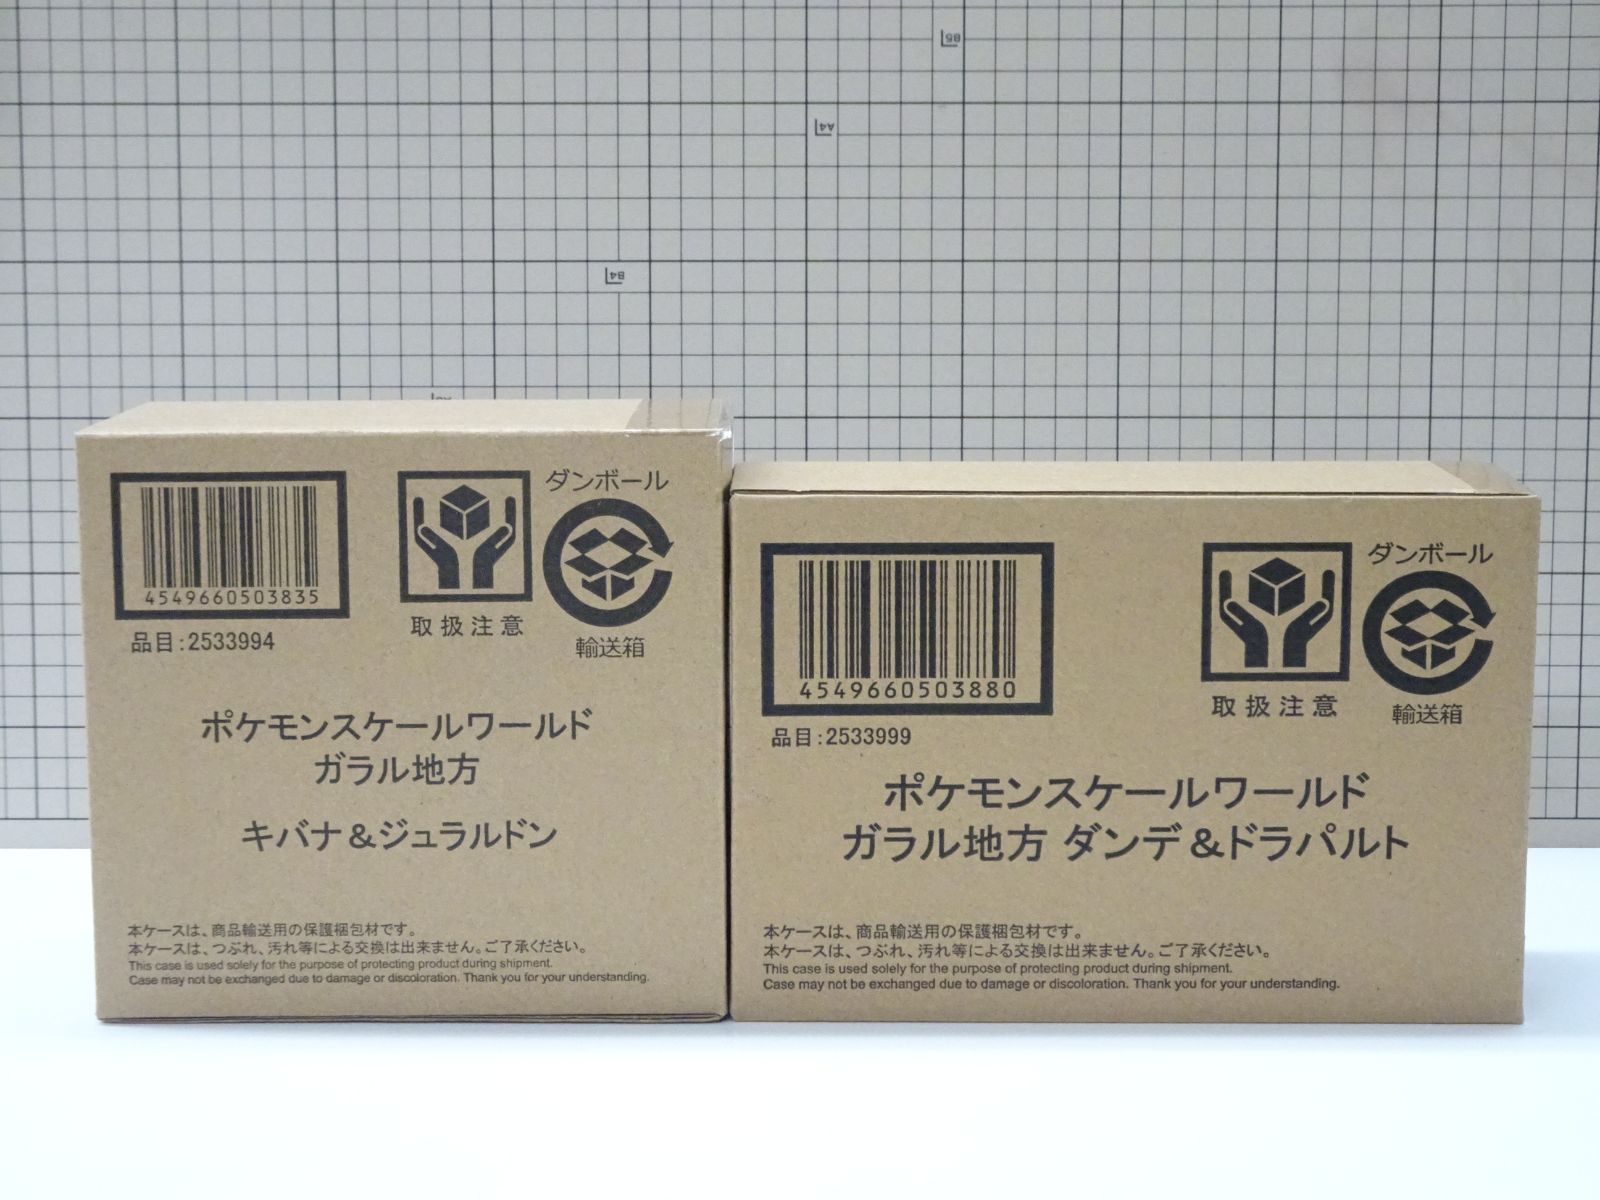 B5
A4
B4
4549660503835
取扱注意
ダンボール
輸送箱
品目:2533994
ポケモンスケールワールド
ガラル地方
キバナ&ジュラルドン
本ケースは、商品輸送用の保護梱包材です。
本ケースは、つぶれ、汚れ等による交換は出来ません。ご了承ください。
This case is used solely for the purpose of protecting product during shipment.
Case may not be exchanged due to damage or discoloration. Thank you for your understanding.
4549660503880
取扱注意
ダンボール
輸送箱
品目:2533999
ポケモンスケールワールド
ガラル地方 ダンデ&ドラパルト
本ケースは、商品輸送用の保護梱包材です。
本ケースは、つぶれ、汚れ等による交換は出来ません。ご了承ください。
This case is used solely for the purpose of protecting product during shipment.
Case may not be exchanged due to damage or discoloration. Thank you for your understanding.